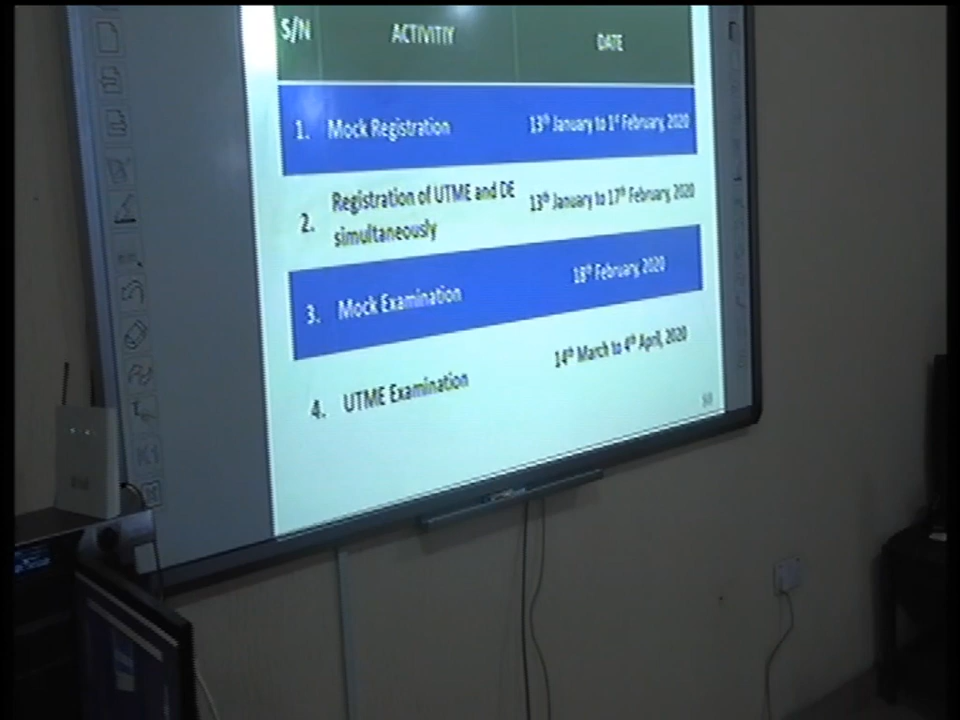 S/N ACTIVITIY DATE
1. Mock Registration 13th January to 1st February, 2020
2. Registration of UTME and DE simultaneously 13th January to 17th February, 2020
3. Mock Examination 18th February, 2020
4. UTME Examination 14th March to 4th April, 2020